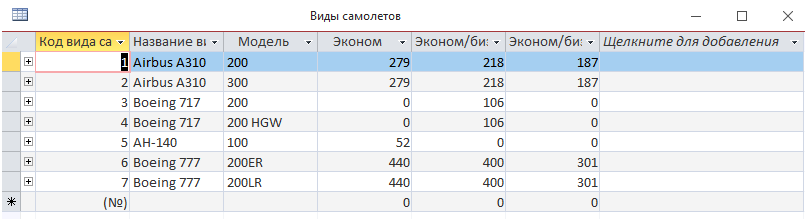 Виды самолетов
Код вида са Название ви Модель Эконом Эконом/биз Эконом/биз Щелкните для добавления
1 Airbus A310 200 279 218 187
2 Airbus A310 300 279 218 187
3 Boeing 717 200 0 106 0
4 Boeing 717 200 HGW 0 106 0
5 АН-140 100 52 0 0
6 Boeing 777 200ER 440 400 301
7 Boeing 777 200LR 440 400 301
(№) 0 0 0